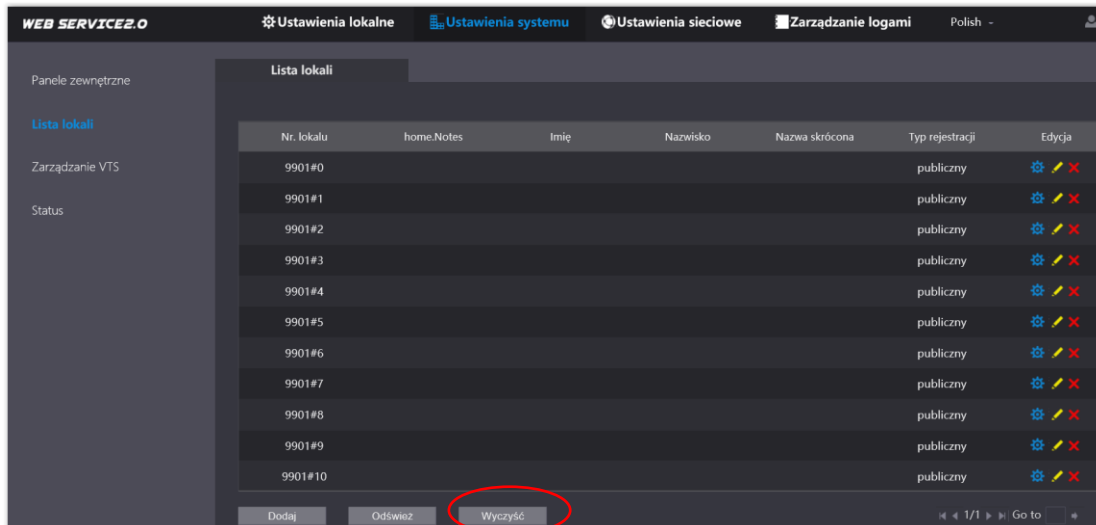 WEB SERVICE2.0 Ustawienia lokalne Ustawienia systemu Ustawienia sieciowe Zarządzanie logami Polish
Lista lokali
Panele zewnętrzne
Lista lokali
Zarządzanie VTS
Status
Nr. lokalu home.Notes Imię Nazwisko Nazwa skrócona Typ rejestracji Edycja
9901#0 publiczny
9901#1 publiczny
9901#2 publiczny
9901#3 publiczny
9901#4 publiczny
9901#5 publiczny
9901#6 publiczny
9901#7 publiczny
9901#8 publiczny
9901#9 publiczny
9901#10 publiczny
Dodaj Odśwież Wyczyść 1/1 Go to